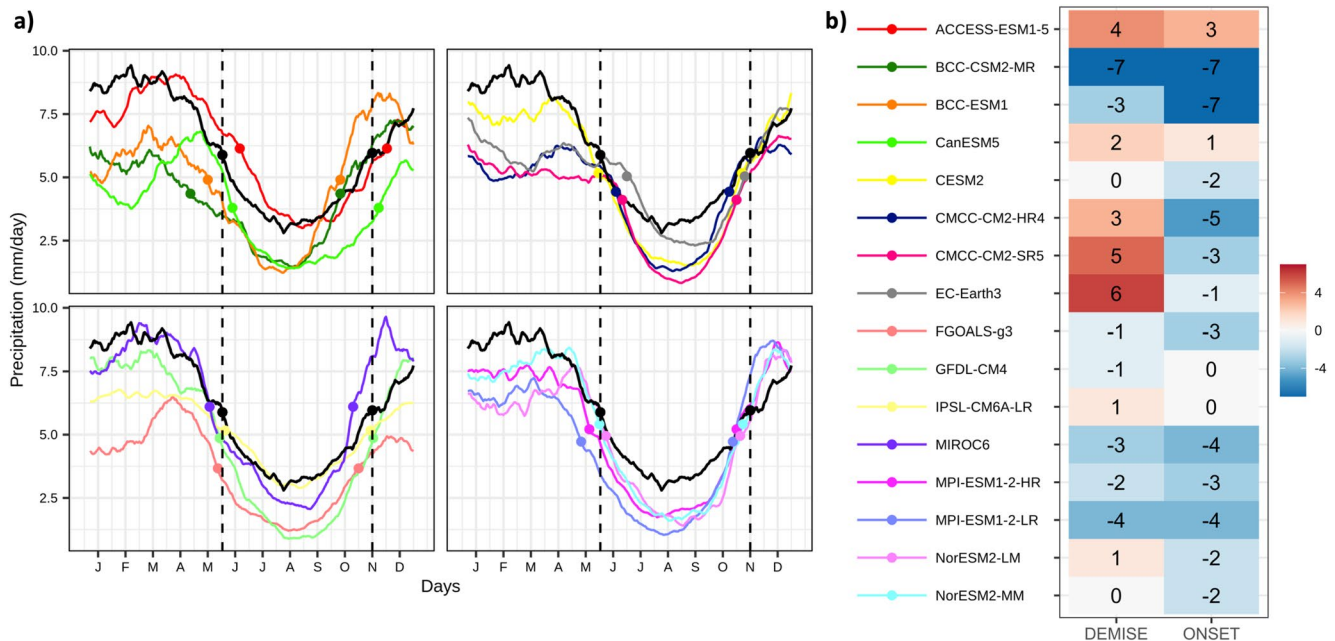 a)
10.0
7.5
5.0
2.5
10.0
7.5
5.0
2.5
Precipitation (mm/day)
J F M A M J J A S O N D
J F M A M J J A S O N D
Days
b)
ACCESS-ESM1-5 4 3
BCC-CSM2-MR -7 -7
BCC-ESM1 -3 -7
CanESM5 2 1
CESM2 0 -2
CMCC-CM2-HR4 3 -5
CMCC-CM2-SR5 5 -3
EC-Earth3 6 -1
FGOALS-g3 -1 -3
GFDL-CM4 -1 0
IPSL-CM6A-LR 1 0
MIROC6 -3 -4
MPI-ESM1-2-HR -2 -3
MPI-ESM1-2-LR -4 -4
NorESM2-LM 1 -2
NorESM2-MM 0 -2
DEMISE ONSET
4
0
-4